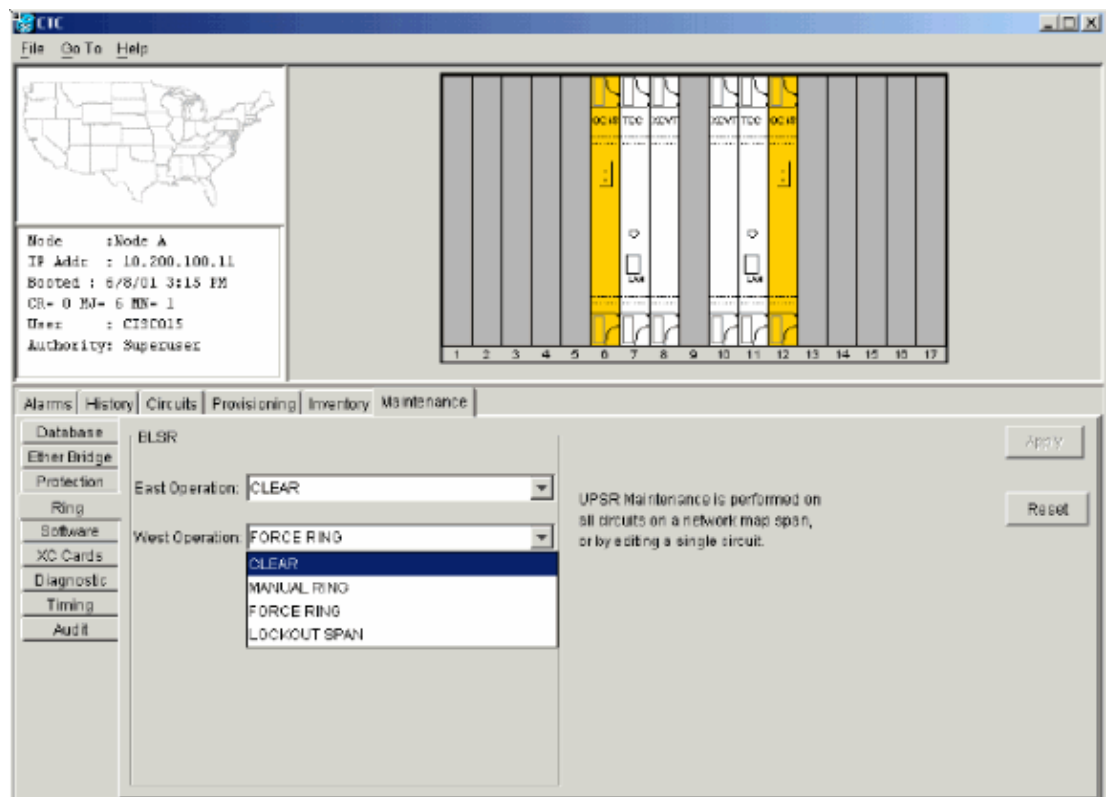 CTC
File Go To Help
OC48 TCC XCVT XCVT TCC OC48
LAN LAN
1 2 3 4 5 6 7 8 9 10 11 12 13 14 15 16 17
Node :Node A
IP Addr : 10.200.100.11
Booted : 6/8/01 3:15 PM
CR- 0 MJ- 6 MN- 1
User : CISCO15
Authority: Superuser
Alarms History Circuits Provisioning Inventory Maintenance
Database
Ether Bridge
Protection
Ring
Software
XC Cards
Diagnostic
Timing
Audit
BLSR
East Operation: CLEAR
West Operation: FORCE RING
CLEAR
MANUAL RING
FORCE RING
LOCKOUT SPAN
UPSR Maintenance is performed on
all circuits on a network map span,
or by editing a single circuit.
Apply
Reset